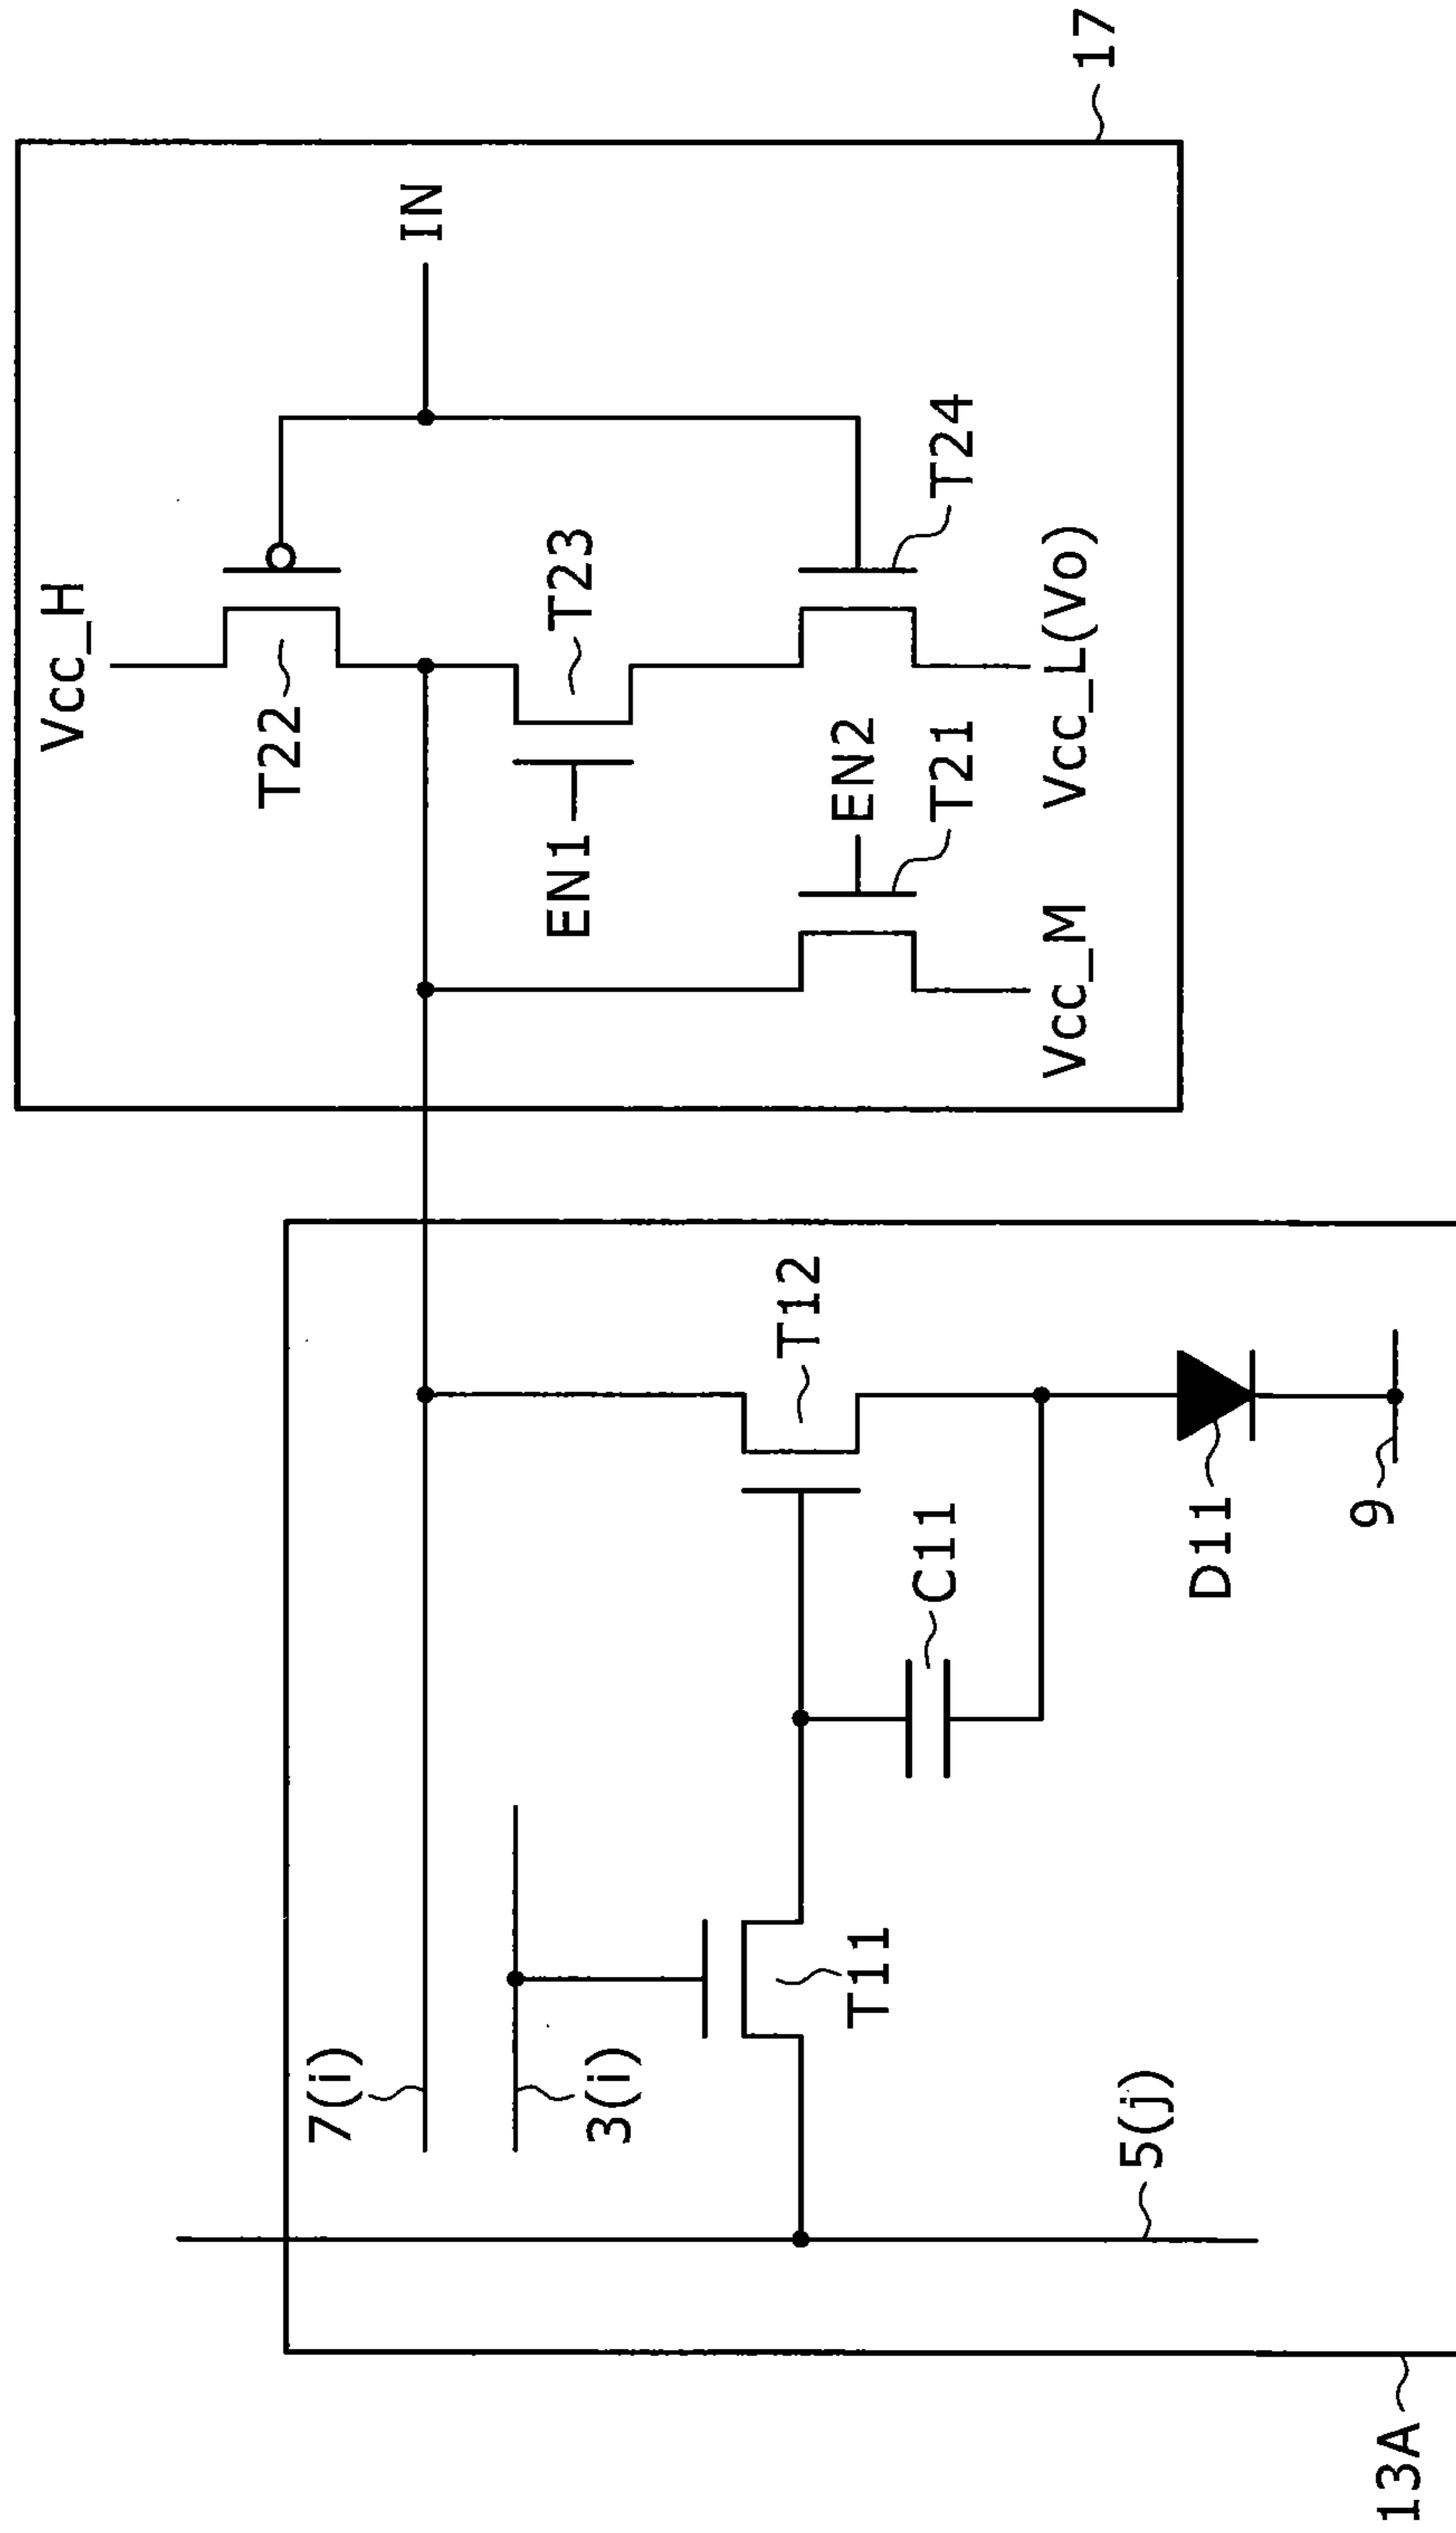 17
Vcc_H
IN
T22
T23
EN1
EN2
T24
T21
Vcc_M
Vcc_L(Vo)
7(i)
3(i)
T12
C11
T11
D11
5(j)
9
13A